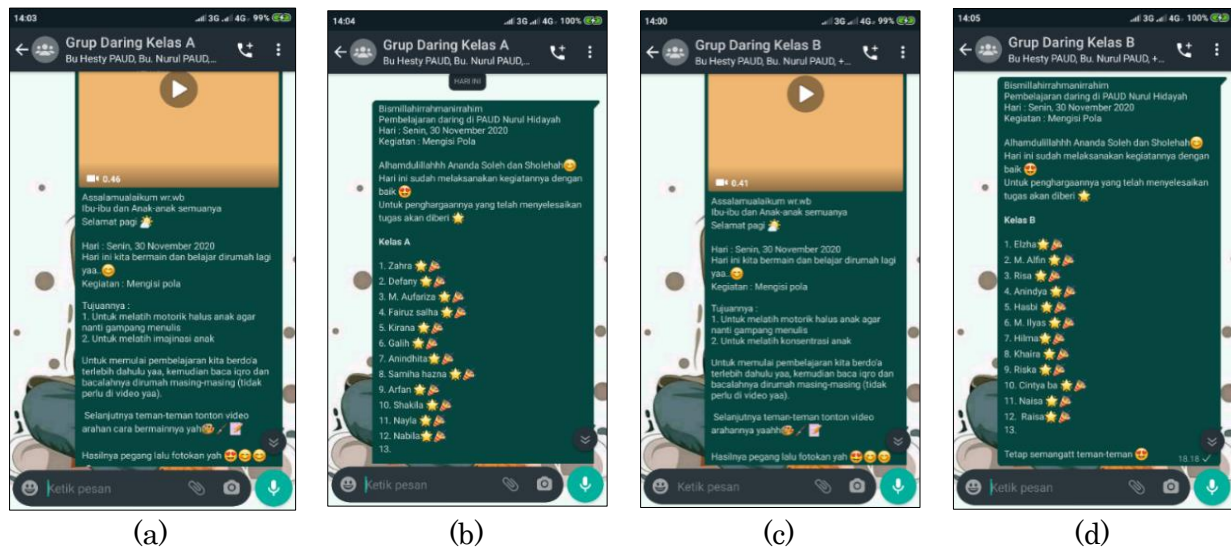 14:03
3G 4G 99%
Grup Daring Kelas A
Bu Hesty PAUD, Bu. Nurul PAUD,...
0.46
Assalamualaikum wr.wb
Ibu-ibu dan Anak-anak semuanya
Selamat pagi
Hari : Senin, 30 November 2020
Hari ini kita bermain dan belajar dirumah lagi
yaa..
Kegiatan : Mengisi pola
Tujuannya :
1. Untuk melatih motorik halus anak agar
nanti gampang menulis
2. Untuk melatih imajinasi anak
Untuk memulai pembelajaran kita berdo'a
terlebih dahulu yaa, kemudian baca iqro dan
bacalahnya dirumah masing-masing (tidak
perlu di video yaa).
Selanjutnya teman-teman tonton video
arahan cara bermainnya yah
Hasilnya pegang lalu fotokan yah
Ketik pesan
(a)
14:04
3G 4G 100%
Grup Daring Kelas A
Bu Hesty PAUD, Bu. Nurul PAUD,...
HARI INI
Bismillahirrahmanirrahim
Pembelajaran daring di PAUD Nurul Hidayah
Hari : Senin, 30 November 2020
Kegiatan : Mengisi Pola
Alhamdulillahhh Ananda Soleh dan Sholehah
Hari ini sudah melaksanakan kegiatannya dengan
baik
Untuk penghargaannya yang telah menyelesaikan
tugas akan diberi
Kelas A
1. Zahra
2. Defany
3. M. Aufariza
4. Fairuz salha
5. Kirana
6. Galih
7. Anindhita
8. Samiha hazna
9. Arfan
10. Shakila
11. Nayla
12. Nabila
13.
Ketik pesan
(b)
14:00
3G 4G 99%
Grup Daring Kelas B
Bu Hesty PAUD, Bu. Nurul PAUD, +...
0.41
Assalamualaikum wr.wb
Ibu-ibu dan Anak-anak semuanya
Selamat pagi
Hari : Senin, 30 November 2020
Hari ini kita bermain dan belajar dirumah lagi
yaa..
Kegiatan : Mengisi pola
Tujuannya :
1. Untuk melatih motorik halus anak agar
nanti gampang menulis
2. Untuk melatih konsentrasi anak
Untuk memulai pembelajaran kita berdo'a
terlebih dahulu yaa, kemudian baca iqro dan
bacalahnya dirumah masing-masing (tidak
perlu di video yaa).
Selanjutnya teman-teman tonton video
arahannya yaahh
Hasilnya pegang lalu fotokan yah
Ketik pesan
(c)
14:05
3G 4G 100%
Grup Daring Kelas B
Bu Hesty PAUD, Bu. Nurul PAUD, +...
Bismillahirrahmanirrahim
Pembelajaran daring di PAUD Nurul Hidayah
Hari : Senin, 30 November 2020
Kegiatan : Mengisi Pola
Alhamdulillahhh Ananda Soleh dan Sholehah
Hari ini sudah melaksanakan kegiatannya dengan
baik
Untuk penghargaannya yang telah menyelesaikan
tugas akan diberi
Kelas B
1. Elzha
2. M. Alfin
3. Risa
4. Anindya
5. Hasbi
6. M. Ilyas
7. Hilma
8. Khaira
9. Riska
10. Cintya ba
11. Naisa
12. Raisa
13.
Tetap semangatt teman-teman
18.18
Ketik pesan
(d)